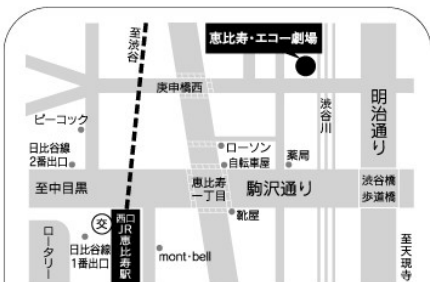 至渋谷
恵比寿・エコー劇場
庚申橋西
渋谷川
明治通り
ピーコック
日比谷線
2番出口
ローソン
自転車屋
薬局
至中目黒
恵比寿
一丁目
駒沢通り
渋谷橋
歩道橋
靴屋
交
西口
JR恵比寿駅
ロータリー
日比谷線
1番出口
mont・bell
至天現寺